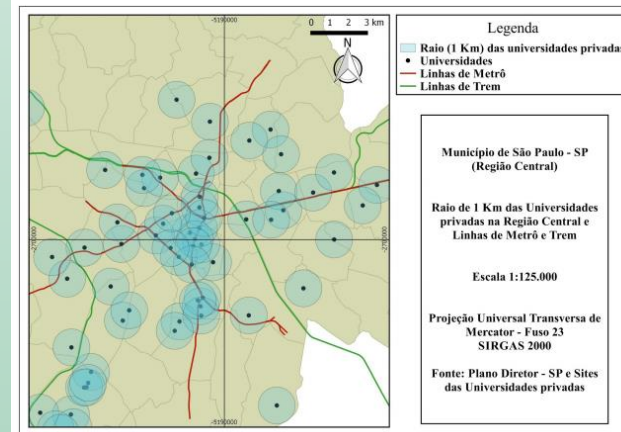 -5190000
0 1 2 3 km
N
-2700000
-2700000
-5190000
Legenda
Raio (1 Km) das universidades privadas
Universidades
Linhas de Metrô
Linhas de Trem
Município de São Paulo - SP
(Região Central)
Raio de 1 Km das Universidades
privadas na Região Central e
Linhas de Metrô e Trem
Escala 1:125.000
Projeção Universal Transversa de
Mercator - Fuso 23
SIRGAS 2000
Fonte: Plano Diretor - SP e Sites
das Universidades privadas